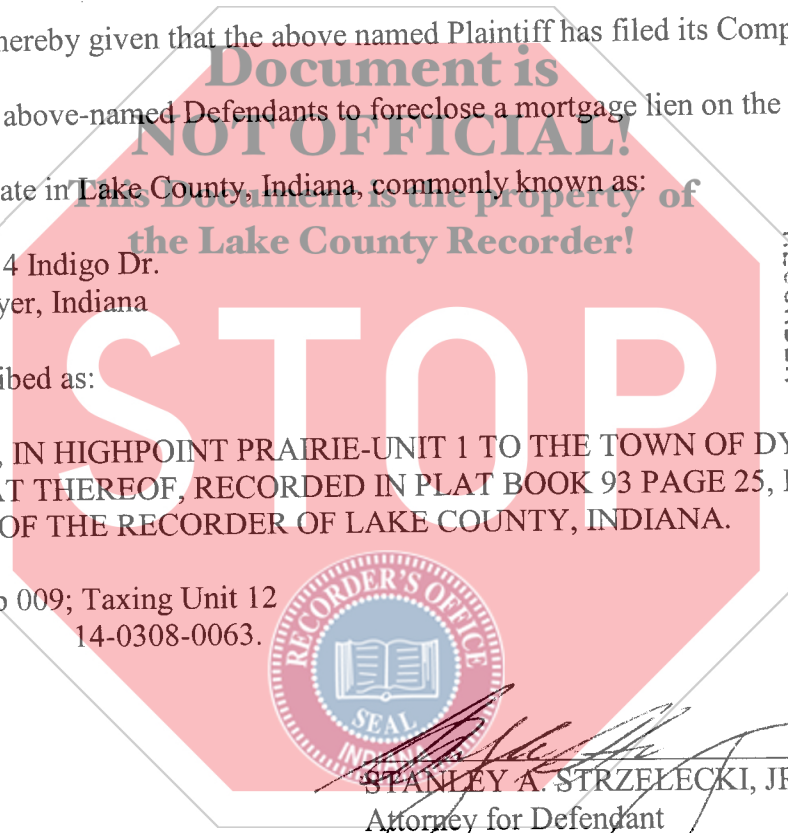 hereby given that the above named Plaintiff has filed its Comp
Document is
above-named Defendants to foreclose a mortgage lien on the
NOT OFFICIAL!
ate in Lake County, Indiana, commonly known as:
This Document is the property of
the Lake County Recorder!
4 Indigo Dr.
yer, Indiana
STOP
ibed as:
, IN HIGHPOINT PRAIRIE-UNIT 1 TO THE TOWN OF DY
AT THEREOF, RECORDED IN PLAT BOOK 93 PAGE 25, I
OF THE RECORDER OF LAKE COUNTY, INDIANA.
o 009; Taxing Unit 12
14-0308-0063.
RECORDER'S OFFICE
SEAL
INDIANA
STANLEY A. STRZELECKI, JR
Attorney for Defendant